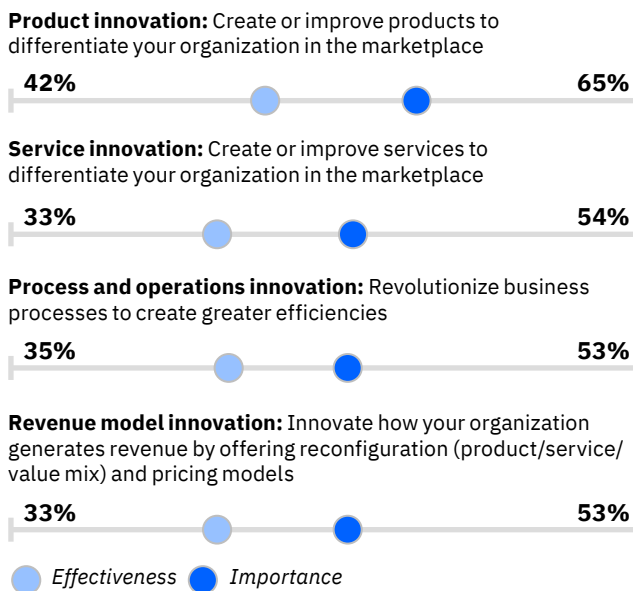 Product innovation: Create or improve products to
differentiate your organization in the marketplace
42% 65%
Service innovation: Create or improve services to
differentiate your organization in the marketplace
33% 54%
Process and operations innovation: Revolutionize business
processes to create greater efficiencies
35% 53%
Revenue model innovation: Innovate how your organization
generates revenue by offering reconfiguration (product/service/
value mix) and pricing models
33% 53%
Effectiveness Importance